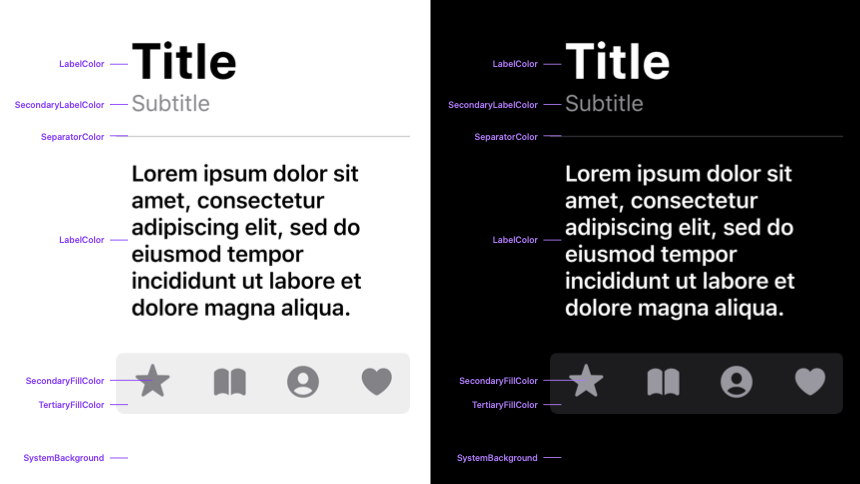 LabelColor
Title
SecondaryLabelColor
Subtitle
SeparatorColor
LabelColor
Lorem ipsum dolor sit
amet, consectetur
adipiscing elit, sed do
eiusmod tempor
incididunt ut labore et
dolore magna aliqua.
SecondaryFillColor
TertiaryFillColor
SystemBackground
LabelColor
Title
SecondaryLabelColor
Subtitle
SeparatorColor
LabelColor
Lorem ipsum dolor sit
amet, consectetur
adipiscing elit, sed do
eiusmod tempor
incididunt ut labore et
dolore magna aliqua.
SecondaryFillColor
TertiaryFillColor
SystemBackground